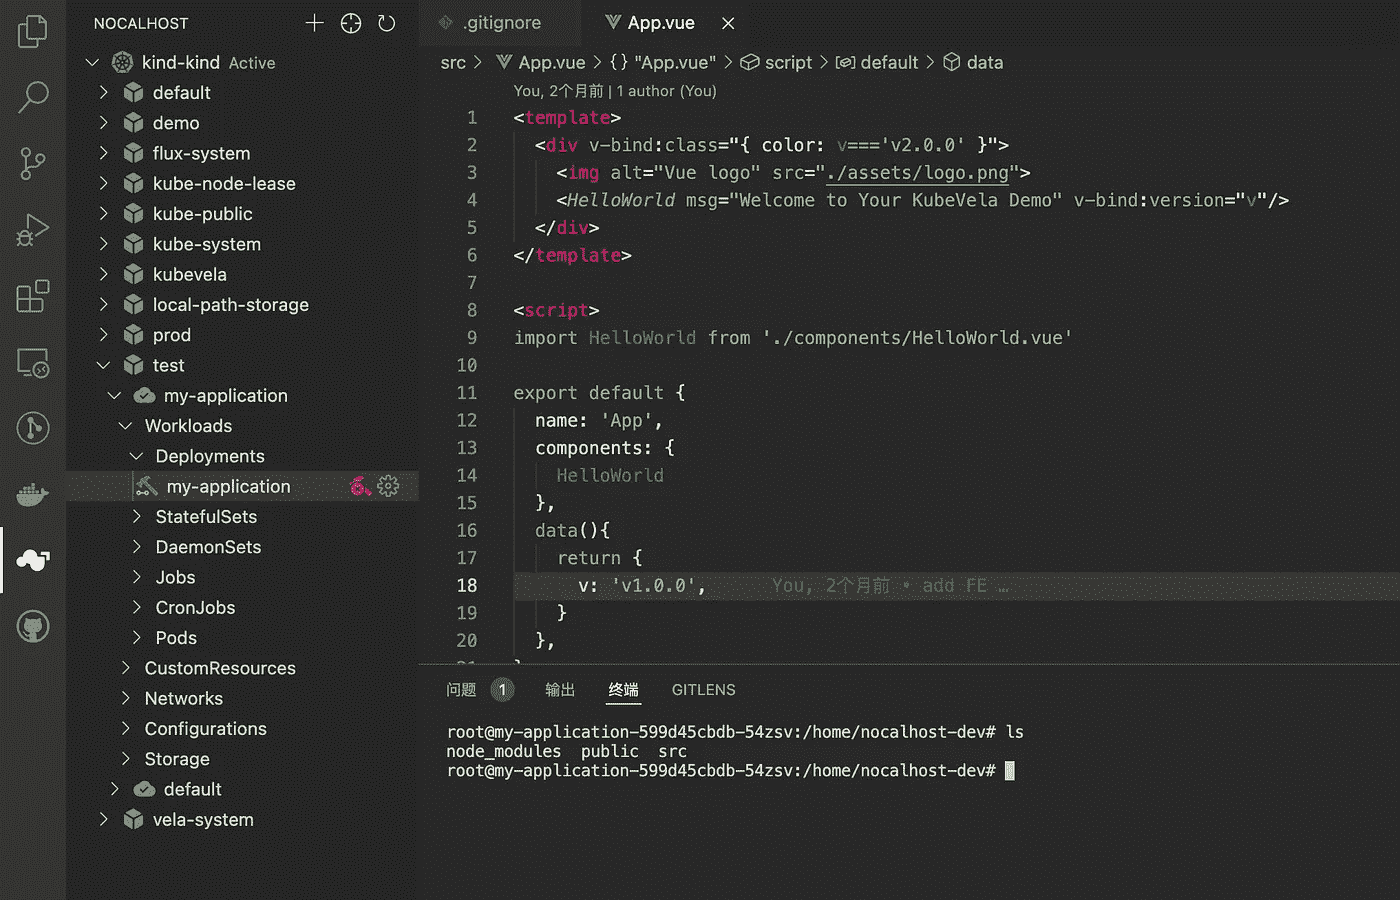 NOCALHOST
kind-kind Active
default
demo
flux-system
kube-node-lease
kube-public
kube-system
kubevela
local-path-storage
prod
test
my-application
Workloads
Deployments
my-application
StatefulSets
DaemonSets
Jobs
CronJobs
Pods
CustomResources
Networks
Configurations
Storage
default
vela-system
.gitignore
App.vue
src > App.vue > {} "App.vue" > script > default > data
You, 2个月前 | 1 author (You)
1 <template>
2 <div v-bind:class="{ color: v==='v2.0.0' }">
3 <img alt="Vue logo" src="./assets/logo.png">
4 <HelloWorld msg="Welcome to Your KubeVela Demo" v-bind:version="v"/>
5 </div>
6 </template>
7
8 <script>
9 import HelloWorld from './components/HelloWorld.vue'
10
11 export default {
12 name: 'App',
13 components: {
14 HelloWorld
15 },
16 data(){
17 return {
18 v: 'v1.0.0', You, 2个月前 • add FE …
19 }
20 },
问题 1 输出 终端 GITLENS
root@my-application-599d45cbdb-54zsv:/home/nocalhost-dev# ls
node_modules public src
root@my-application-599d45cbdb-54zsv:/home/nocalhost-dev#